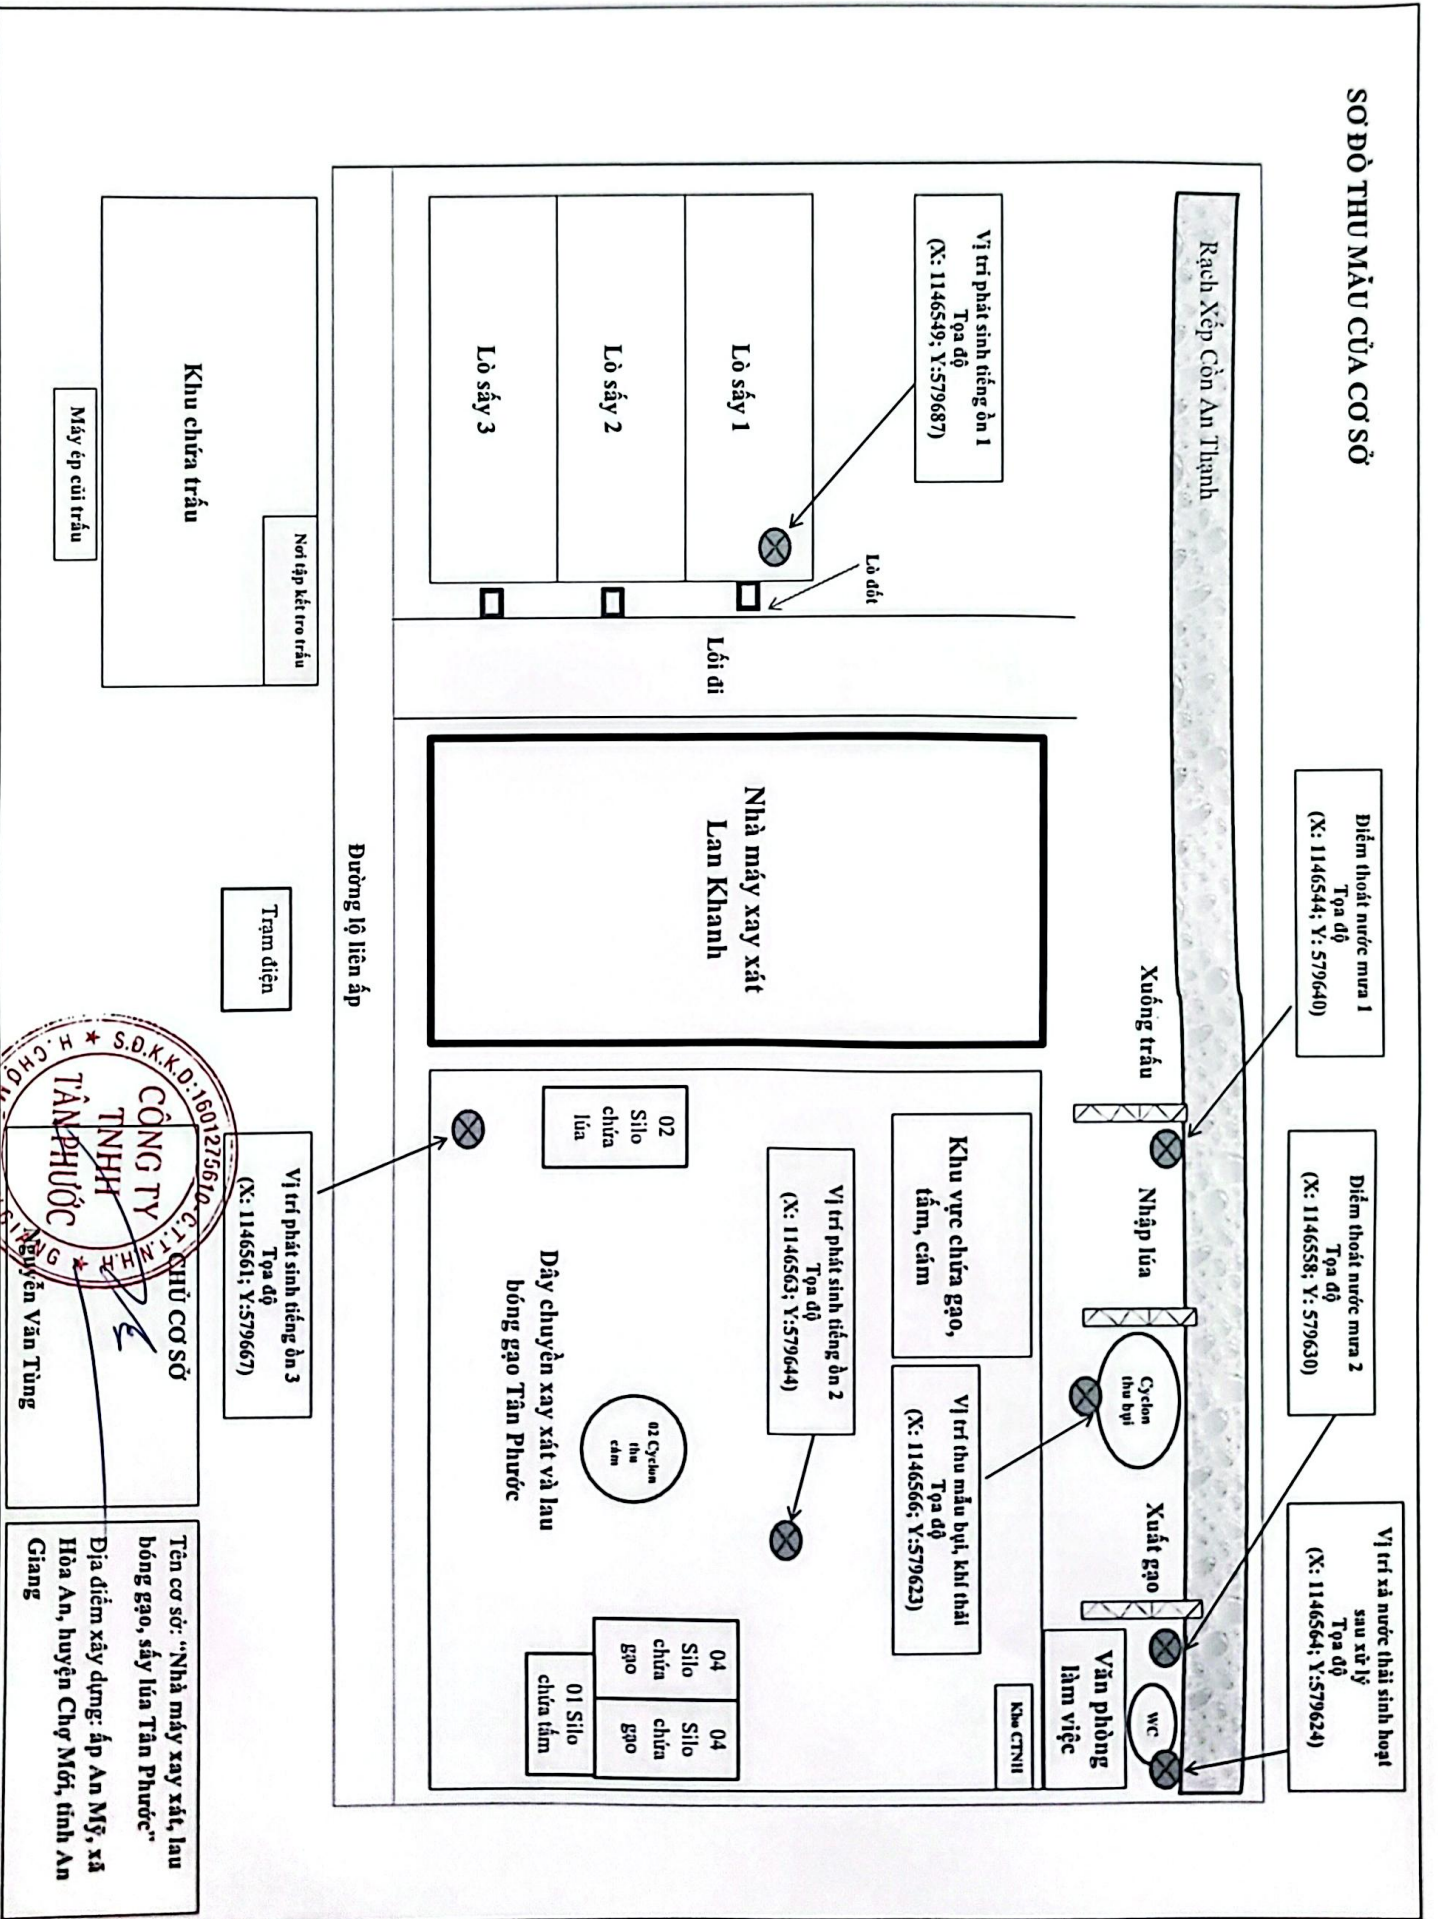 SƠ ĐỒ THU MẪU CỦA CƠ SỞ
Điểm thoát nước mưa 1
Tọa độ
(X: 1146544; Y: 579640)
Điểm thoát nước mưa 2
Tọa độ
(X: 1146558; Y: 579630)
Vị trí xả nước thải sinh hoạt
sau xử lý
Tọa độ
(X: 1146564; Y:579624)
Rạch Xếp Còn An Thạnh
Xuống trấu
Nhập lúa
Xuất gạo
Cyclon
thu bụi
WC
Vị trí phát sinh tiếng ồn 1
Tọa độ
(X: 1146549; Y:579687)
Lò đốt
Lò sấy 1
Lò sấy 2
Lò sấy 3
Lối đi
Nhà máy xay xát
Lan Khanh
Khu vực chứa gạo,
tấm, cám
Vị trí thu mẫu bụi, khí thải
Tọa độ
(X: 1146566; Y:579623)
Văn phòng
làm việc
Kho CTNH
Vị trí phát sinh tiếng ồn 2
Tọa độ
(X: 1146563; Y:579644)
02
Silo
chứa
lúa
02 Cyclon
thu
cám
04
Silo
chứa
gạo
04
Silo
chứa
gạo
01 Silo
chứa tấm
Dây chuyền xay xát và lau
bóng gạo Tân Phước
Đường lộ liên ấp
Khu chứa trấu
Nơi tập kết tro trấu
Máy ép củi trấu
Trạm điện
Vị trí phát sinh tiếng ồn 3
Tọa độ
(X: 1146561; Y:579667)
CHỦ CƠ SỞ
S.Đ.K.K.D:1601275610-C.T.T.N.H.H
CÔNG TY
TNHH
TÂN PHƯỚC
Nguyễn Văn Tùng
Tên cơ sở: “Nhà máy xay xát, lau
bóng gạo, sấy lúa Tân Phước”
Địa điểm xây dựng: ấp An Mỹ, xã
Hòa An, huyện Chợ Mới, tỉnh An
Giang